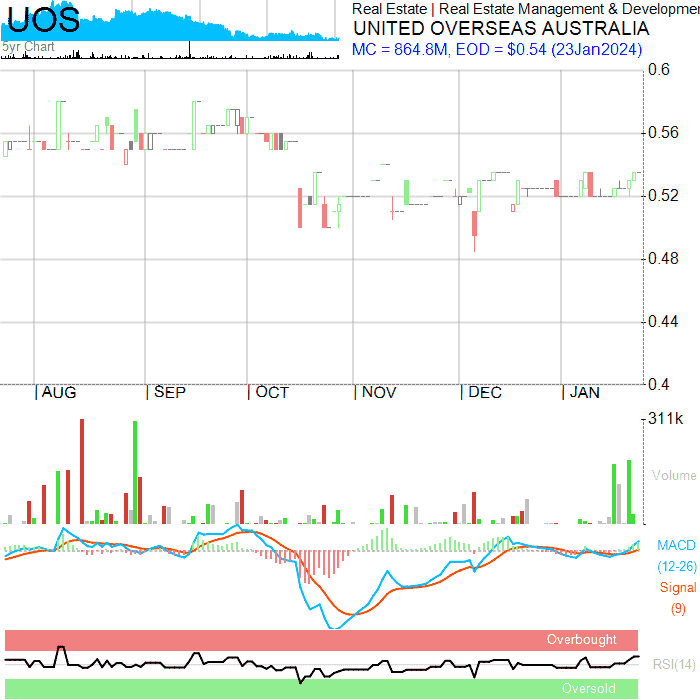 UOS
5yr Chart
Real Estate | Real Estate Management & Developmen
UNITED OVERSEAS AUSTRALIA
MC = 864.8M, EOD = $0.54 (23Jan2024)
0.6
0.56
0.52
0.48
0.44
0.4
AUG SEP OCT NOV DEC JAN
311k
Volume
MACD
(12-26)
Signal
(9)
Overbought
RSI(14)
Oversold